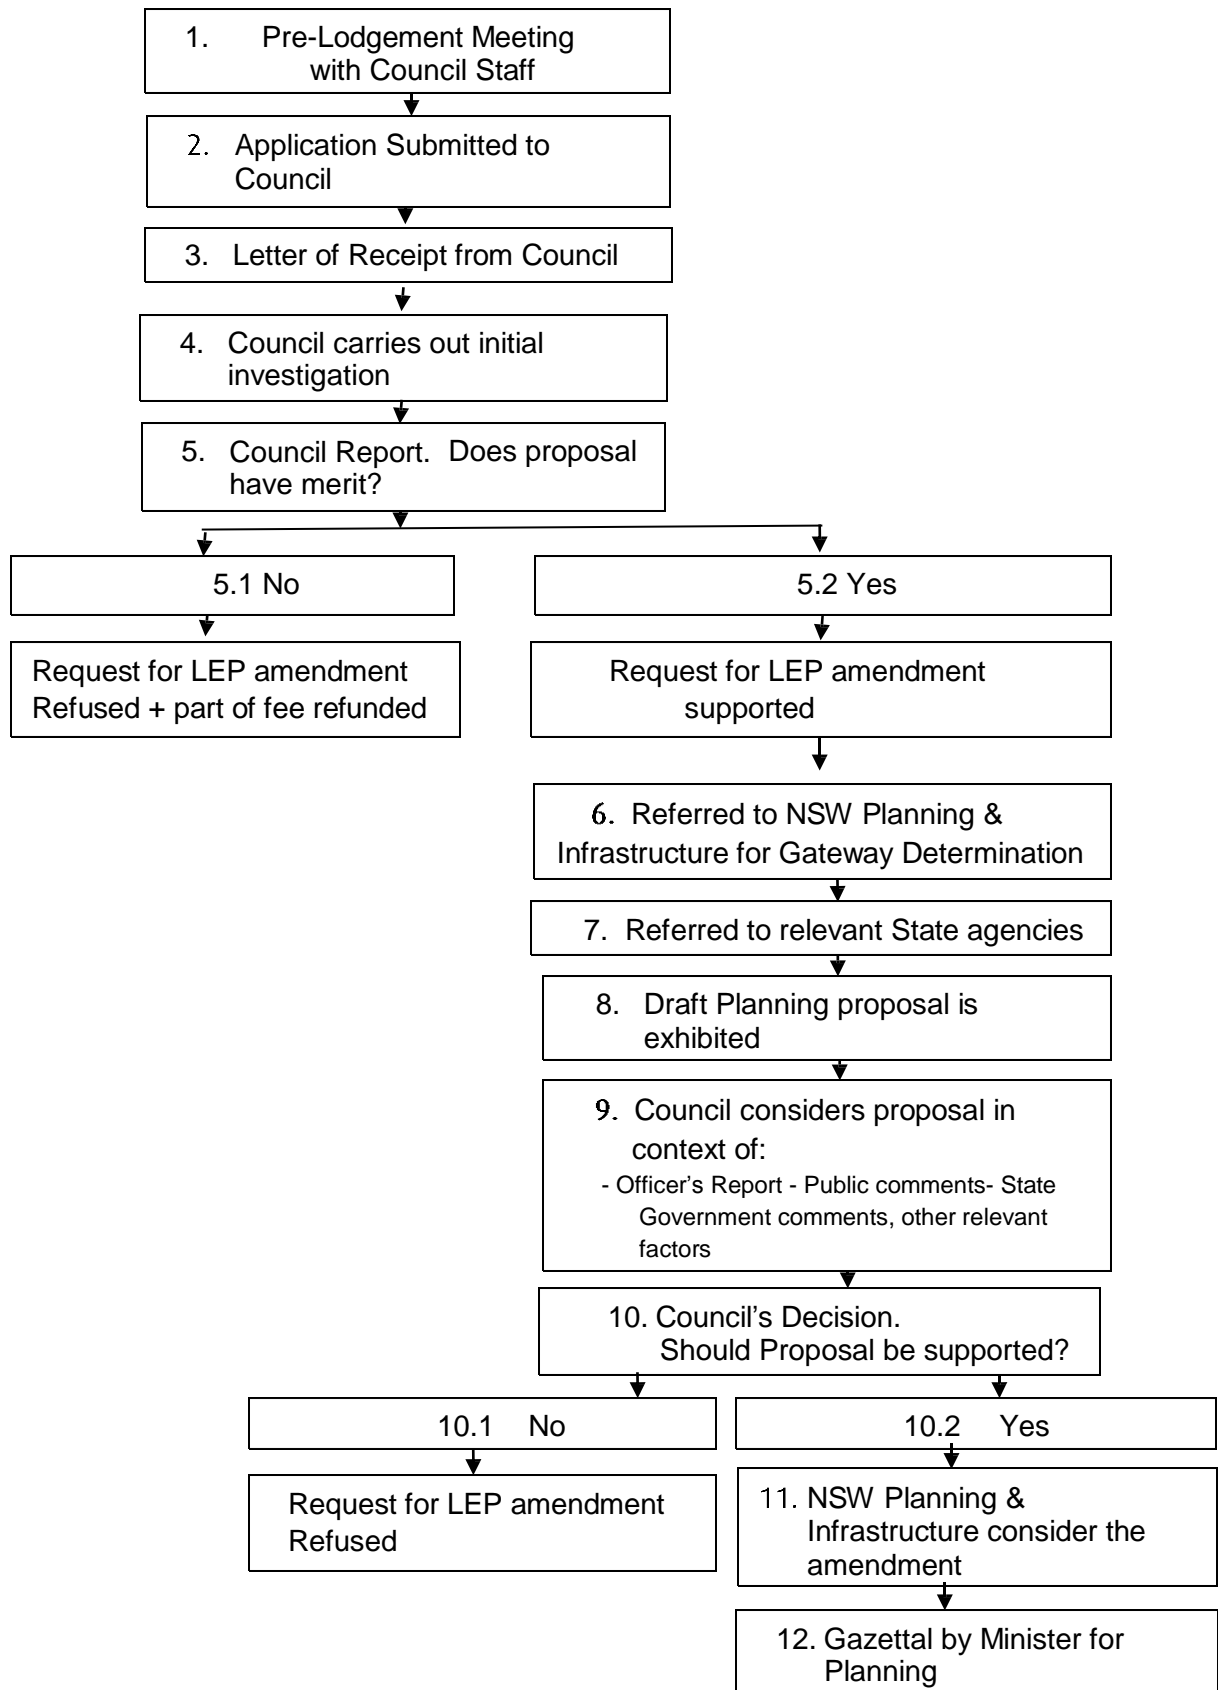 1. Pre-Lodgement Meeting
with Council Staff
2. Application Submitted to
Council
3. Letter of Receipt from Council
4. Council carries out initial
investigation
5. Council Report. Does proposal
have merit?
5.1 No
5.2 Yes
Request for LEP amendment
Refused + part of fee refunded
Request for LEP amendment
supported
6. Referred to NSW Planning &
Infrastructure for Gateway Determination
7. Referred to relevant State agencies
8. Draft Planning proposal is
exhibited
9. Council considers proposal in
context of:
- Officer's Report - Public comments- State
Government comments, other relevant
factors
10. Council's Decision.
Should Proposal be supported?
10.1 No
10.2 Yes
Request for LEP amendment
Refused
11. NSW Planning &
Infrastructure consider the
amendment
12. Gazettal by Minister for
Planning